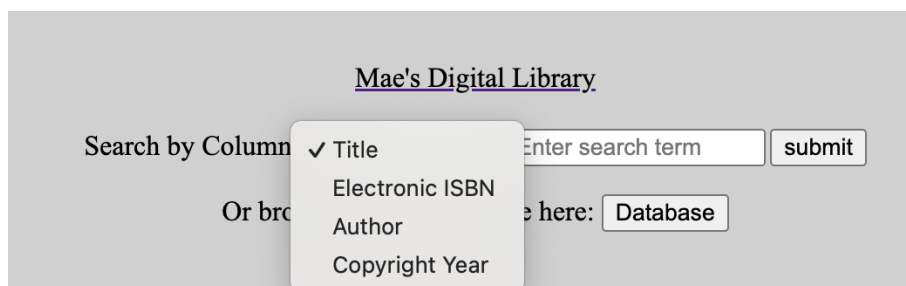 Mae's Digital Library
Search by Column ✓ Title Enter search term submit
Electronic ISBN
Or bro here: Database
Author
Copyright Year